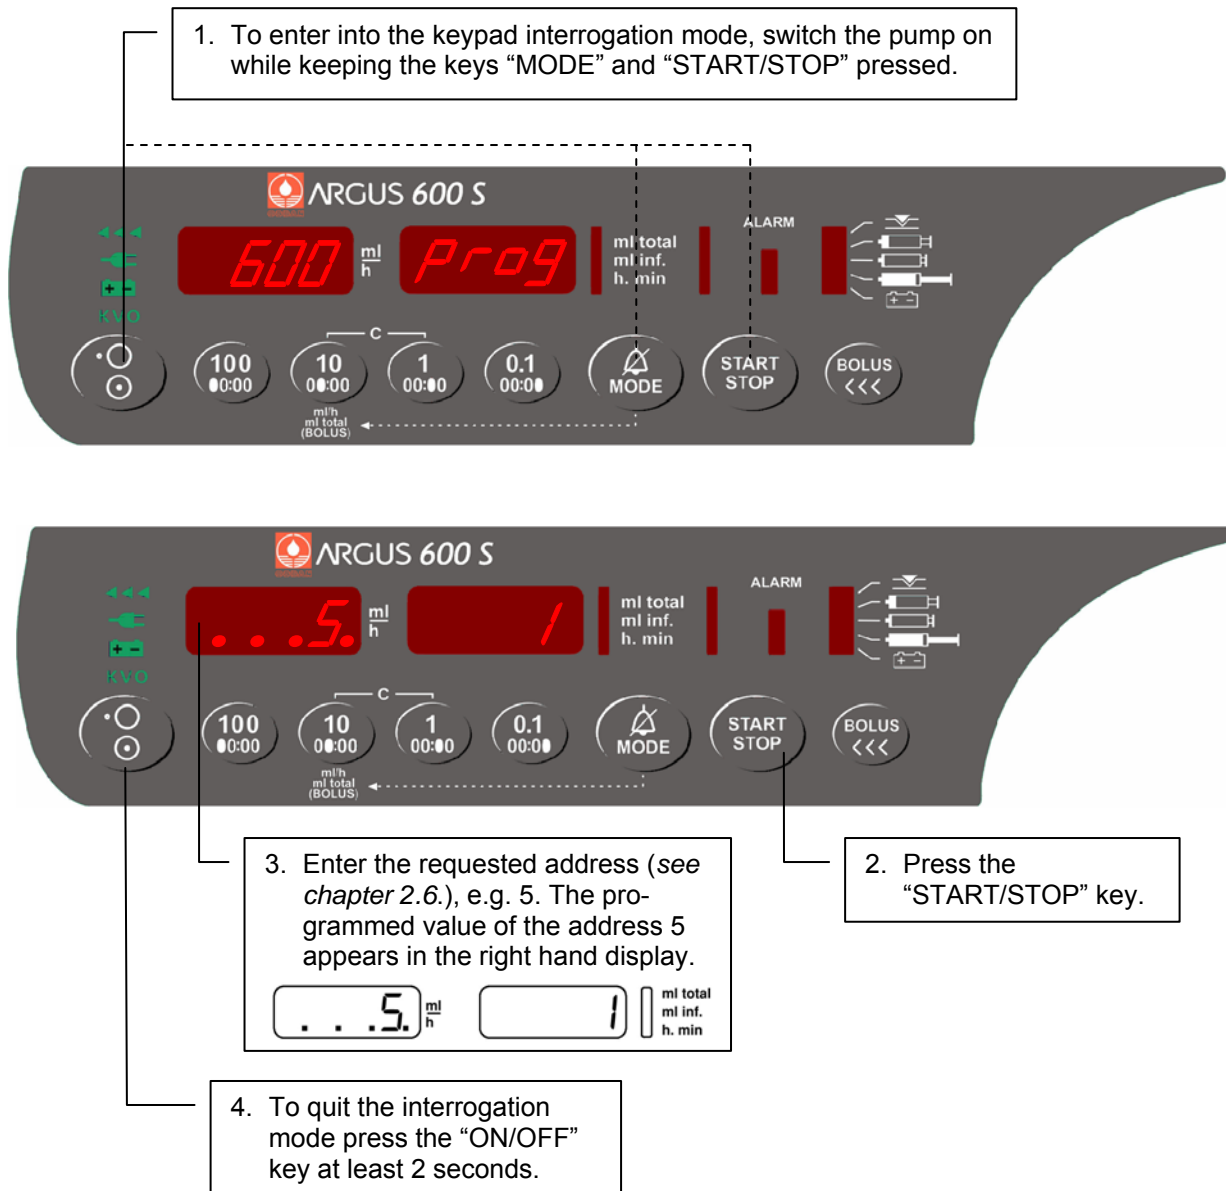 1. To enter into the keypad interrogation mode, switch the pump on
while keeping the keys “MODE” and “START/STOP” pressed.
ARGUS 600 S
ALARM
600 ml/h Prog
ml total
ml inf.
h. min
KVO
C
100 10 1 0.1
00:00 00:00 00:00 00:00
MODE
START
STOP
BOLUS
<<<
ml/h
ml total
(BOLUS)
ARGUS 600 S
ALARM
. . .5. ml/h 1
ml total
ml inf.
h. min
KVO
C
100 10 1 0.1
00:00 00:00 00:00 00:00
MODE
START
STOP
BOLUS
<<<
ml/h
ml total
(BOLUS)
3. Enter the requested address (see
chapter 2.6.), e.g. 5. The pro-
grammed value of the address 5
appears in the right hand display.
. . .5. ml/h 1
ml total
ml inf.
h. min
2. Press the
“START/STOP” key.
4. To quit the interrogation
mode press the “ON/OFF”
key at least 2 seconds.